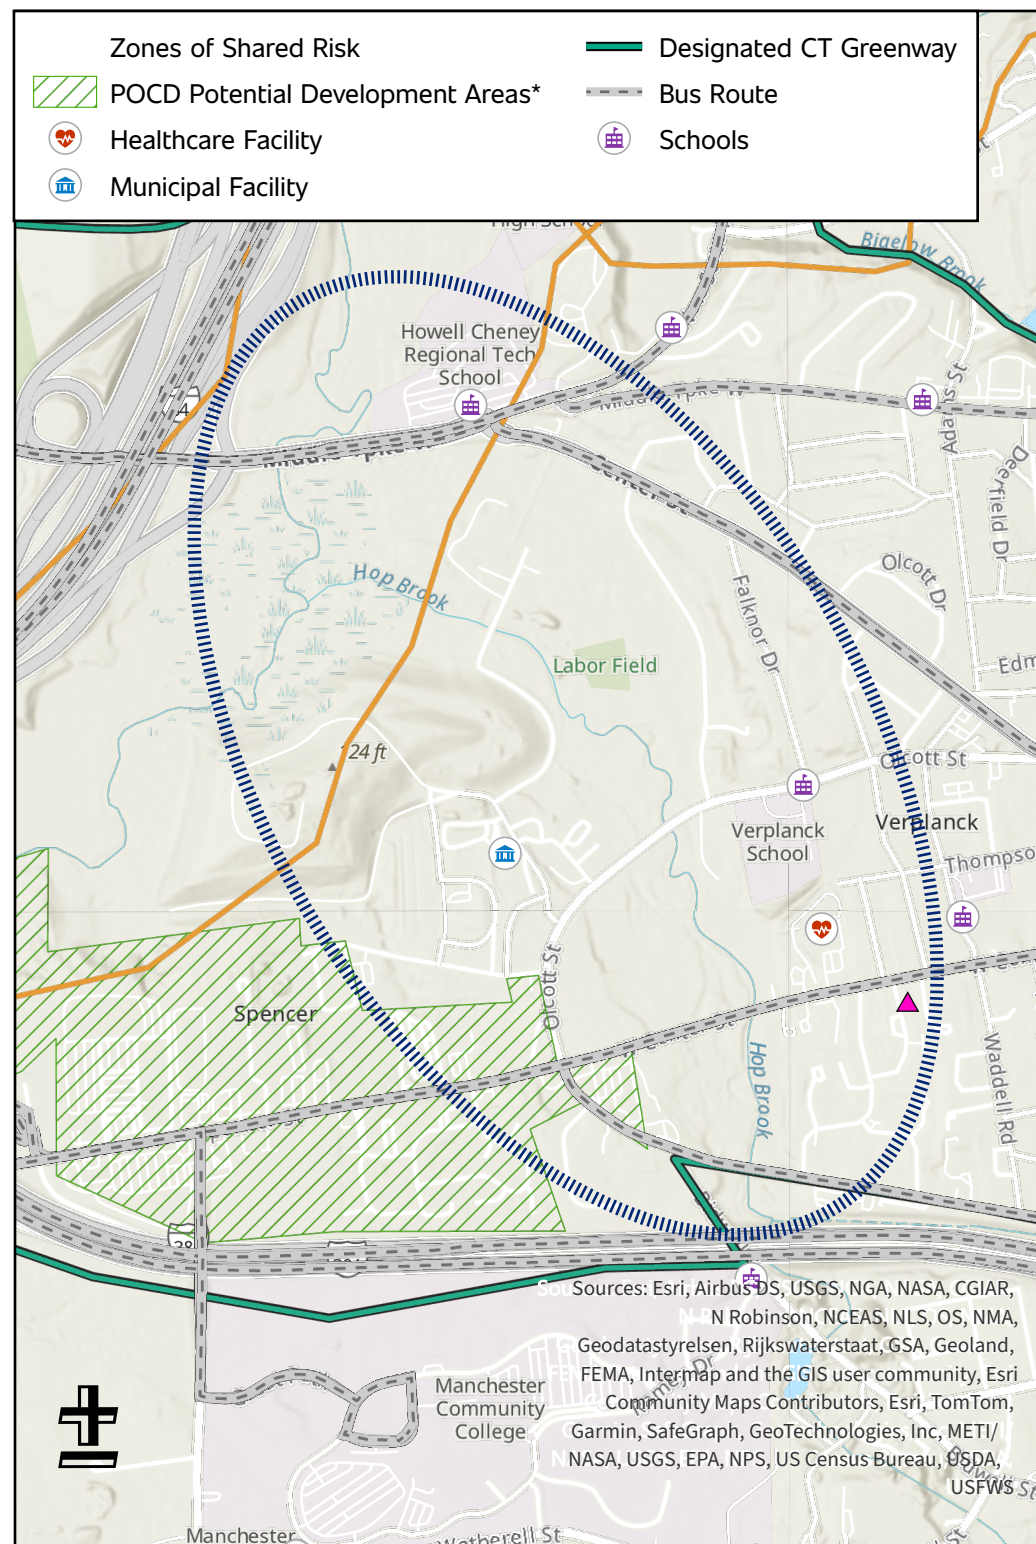 Zones of Shared Risk
POCD Potential Development Areas*
Healthcare Facility
Municipal Facility
Designated CT Greenway
Bus Route
Schools
High School
Bigelow Brook
Howell Cheney
Regional Tech
School
Adams St
Deerfield Dr
Center St
Hop Brook
Olcott Dr
Falknor Dr
Labor Field
Olcott St
Verplanck
School
Verplanck
Olcott St
Spencer
Hop Brook
Waddell Rd
Manchester
Community
College
Manchester
Wetherell St
Sources: Esri, Airbus DS, USGS, NGA, NASA, CGIAR,
N Robinson, NCEAS, NLS, OS, NMA,
Geodatastyrelsen, Rijkswaterstaat, GSA, Geoland,
FEMA, Intermap and the GIS user community, Esri
Community Maps Contributors, Esri, TomTom,
Garmin, SafeGraph, GeoTechnologies, Inc, METI/
NASA, USGS, EPA, NPS, US Census Bureau, USDA,
USFWS